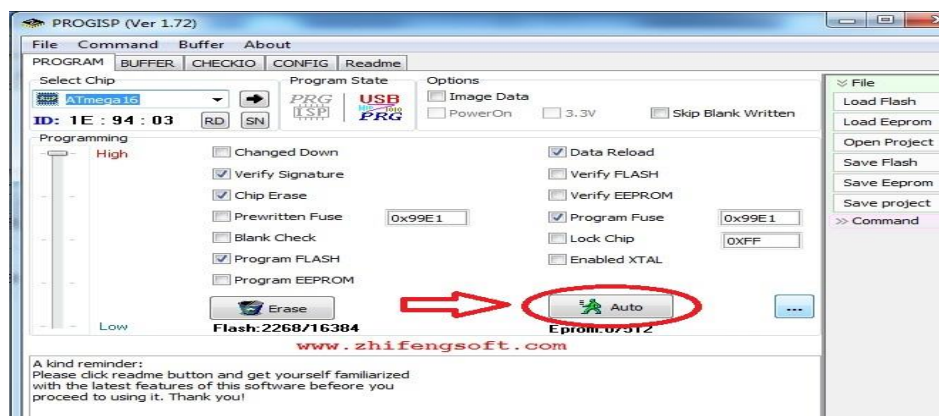 PROGISP (Ver 1.72)
File Command Buffer About
PROGRAM BUFFER CHECKIO CONFIG Readme
Select Chip Program State Options
File
ATmega16
PRG ISP
USB PRG
Image Data
Load Flash
PowerOn 3.3V Skip Blank Written
ID: 1E : 94 : 03 RD SN
Load Eeprom
Programming
Open Project
High Changed Down Data Reload
Save Flash
Verify Signature Verify FLASH
Save Eeprom
Chip Erase Verify EEPROM
Save project
Prewritten Fuse 0x99E1 Program Fuse 0x99E1
Command
Blank Check Lock Chip 0XFF
Program FLASH Enabled XTAL
Program EEPROM
Erase Auto ...
Low Flash:2268/16384 Eprom:0/512
www.zhifengsoft.com
A kind reminder:
Please click readme button and get yourself familiarized
with the latest features of this software befeore you
proceed to using it. Thank you!